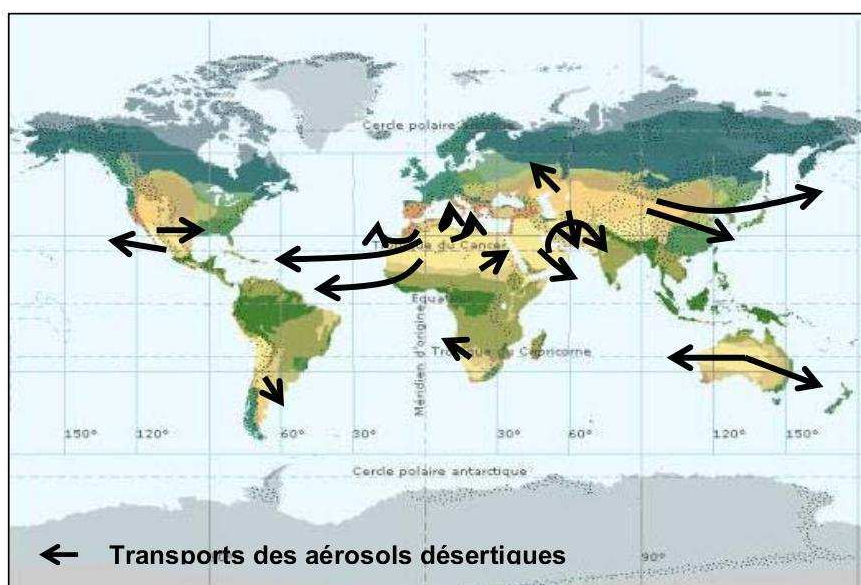 Cercle polaire
Tropique du Cancer
Equateur
Méridien d'origine
Tropique du Capricorne
150° 120° 60° 30° 30° 60° 120° 150°
Cercle polaire antarctique
Transports des aérosols désertiques
90°